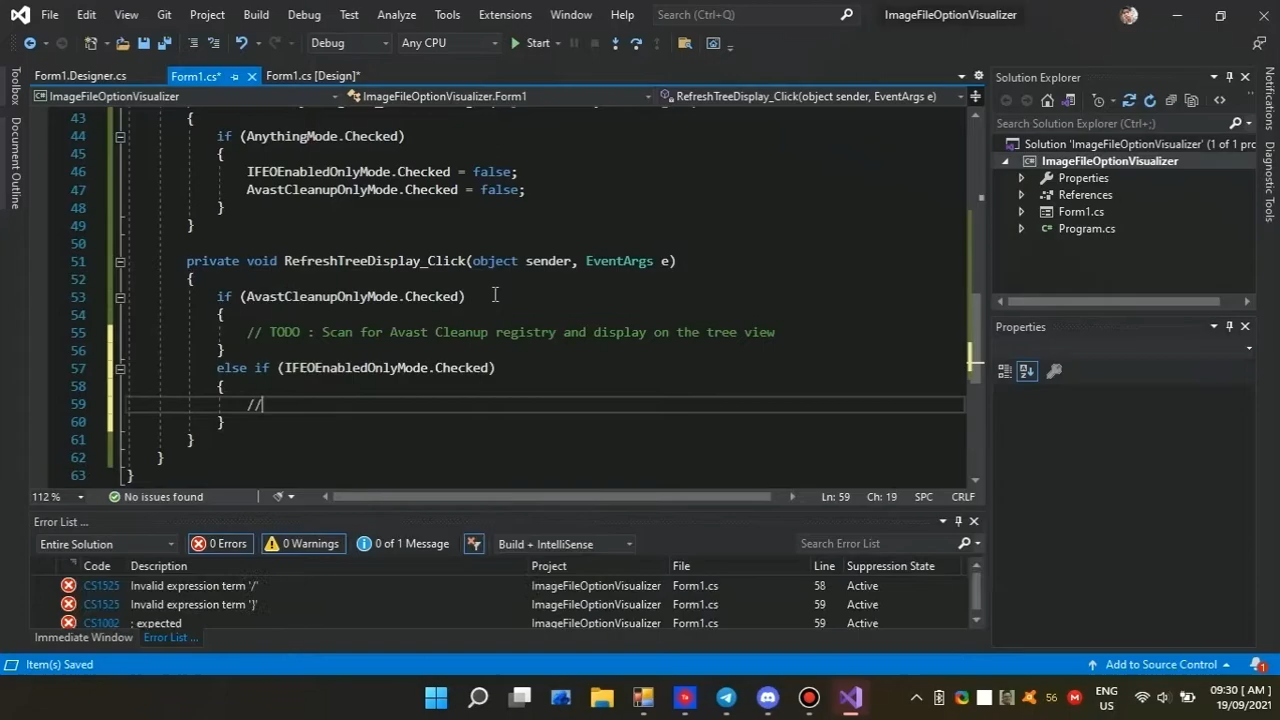 File Edit View Git Project Build Debug Test Analyze Tools Extensions Window Help Search (Ctrl+Q) ImageFileOptionVisualizer
Debug Any CPU Start
Toolbox
Document Outline
Form1.Designer.cs Form1.cs* Form1.cs [Design]*
ImageFileOptionVisualizer ImageFileOptionVisualizer.Form1 RefreshTreeDisplay_Click(object sender, EventArgs e)
43 {
44 if (AnythingMode.Checked)
45 {
46 IFEOEnabledOnlyMode.Checked = false;
47 AvastCleanupOnlyMode.Checked = false;
48 }
49 }
50
51 private void RefreshTreeDisplay_Click(object sender, EventArgs e)
52 {
53 if (AvastCleanupOnlyMode.Checked)
54 {
55 // TODO : Scan for Avast Cleanup registry and display on the tree view
56 }
57 else if (IFEOEnabledOnlyMode.Checked)
58 {
59 //
60 }
61 }
62 }
63 }
112 % No issues found Ln: 59 Ch: 19 SPC CRLF
Error List ...
Entire Solution 0 Errors 0 Warnings 0 of 1 Message Build + IntelliSense Search Error List
Code Description Project File Line Suppression State
CS1525 Invalid expression term '/' ImageFileOptionVisualizer Form1.cs 58 Active
CS1525 Invalid expression term '}' ImageFileOptionVisualizer Form1.cs 59 Active
CS1002 ; expected ImageFileOptionVisualizer Form1.cs 59 Active
Immediate Window Error List ...
Solution Explorer
Search Solution Explorer (Ctrl+;)
Solution 'ImageFileOptionVisualizer' (1 of 1 pro
ImageFileOptionVisualizer
Properties
References
Form1.cs
Program.cs
Properties
Notifications
Diagnostic Tools
Item(s) Saved Add to Source Control 1
56 ENG US 09:30 [ AM ] 19/09/2021